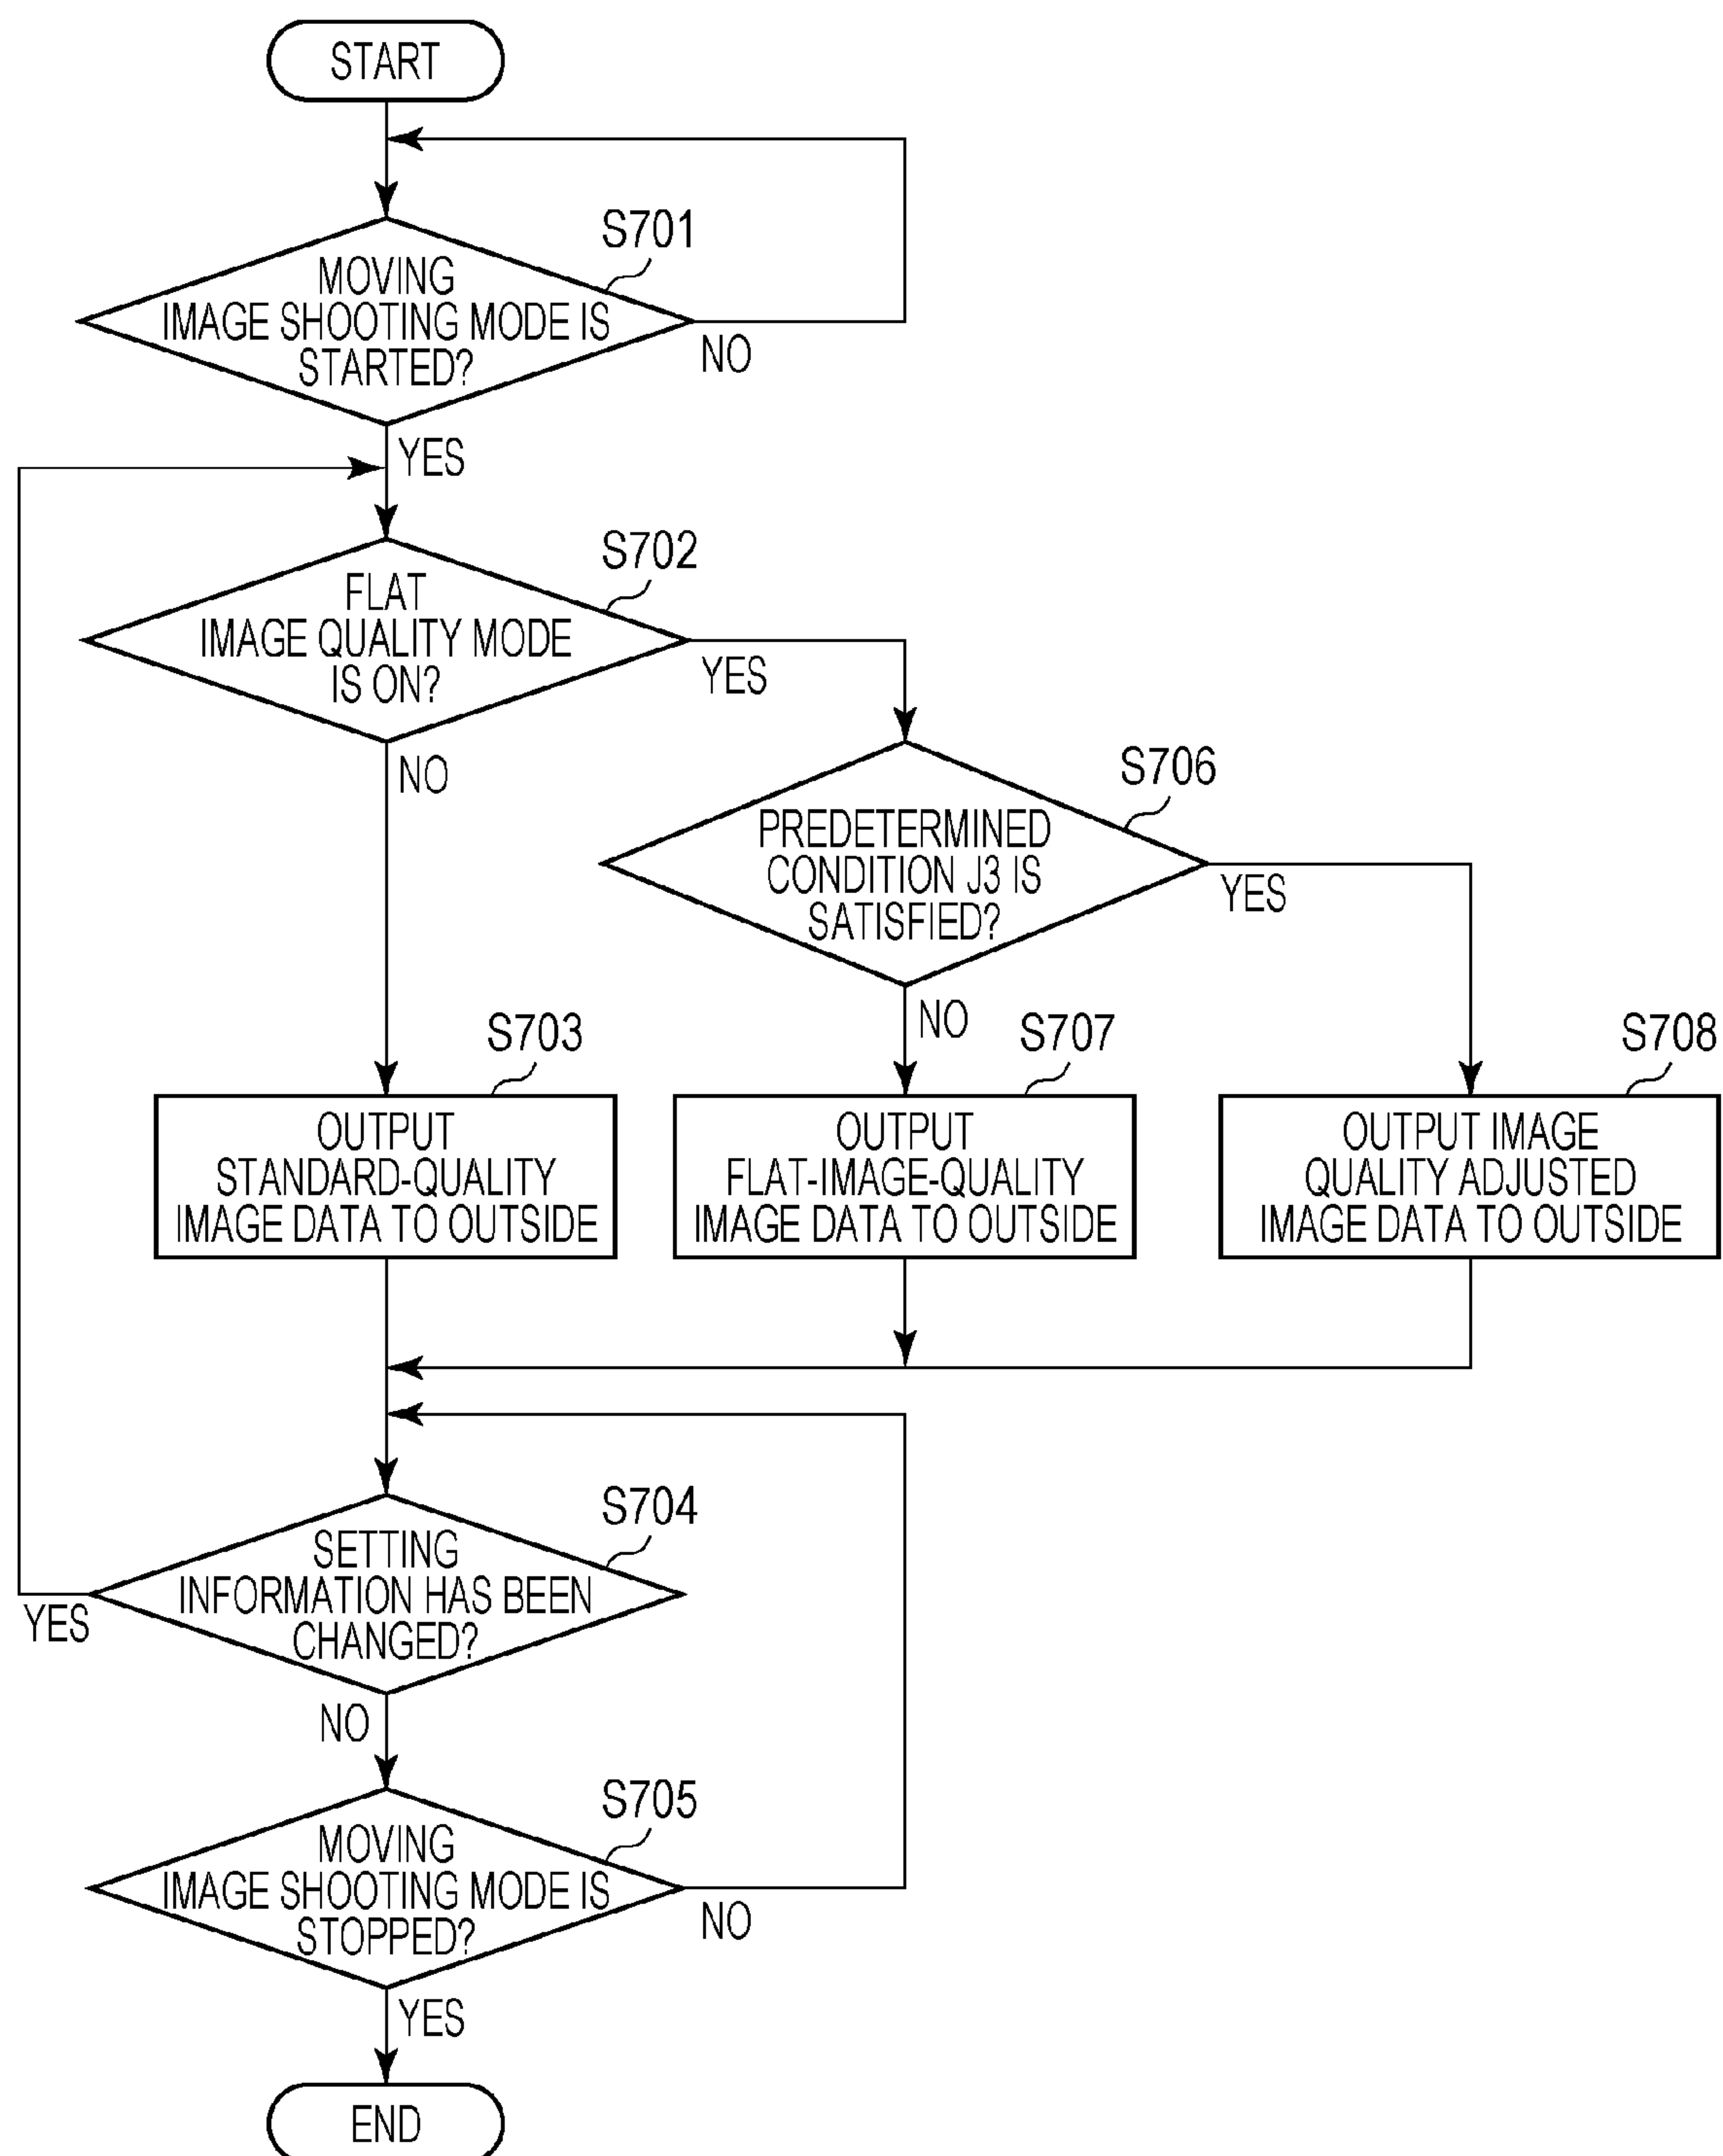 START
S701
MOVING
IMAGE SHOOTING MODE IS
STARTED?
NO
YES
S702
FLAT
IMAGE QUALITY MODE
IS ON?
YES
NO
S706
PREDETERMINED
CONDITION J3 IS
SATISFIED?
YES
NO
S703
OUTPUT
STANDARD-QUALITY
IMAGE DATA TO OUTSIDE
S707
OUTPUT
FLAT-IMAGE-QUALITY
IMAGE DATA TO OUTSIDE
S708
OUTPUT IMAGE
QUALITY ADJUSTED
IMAGE DATA TO OUTSIDE
S704
SETTING
INFORMATION HAS BEEN
CHANGED?
YES
NO
S705
MOVING
IMAGE SHOOTING MODE IS
STOPPED?
NO
YES
END